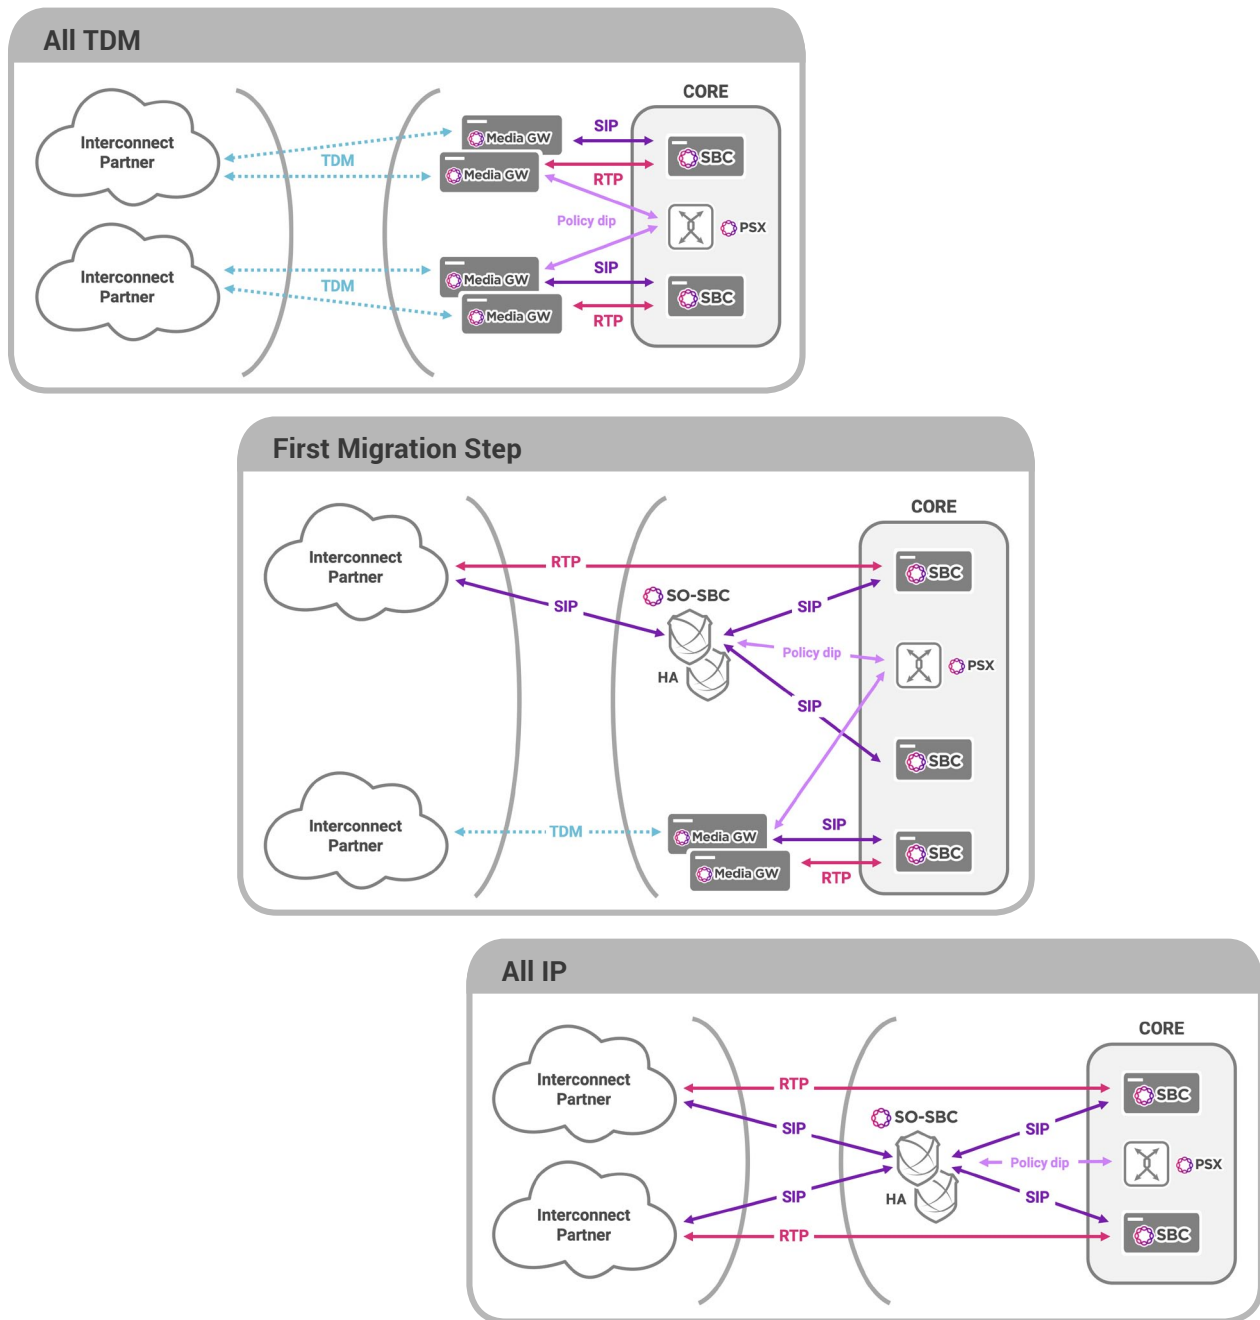 All TDM
CORE
Interconnect
Partner
TDM
Media GW
Media GW
SIP
RTP
SBC
Policy dip
PSX
Interconnect
Partner
TDM
Media GW
Media GW
SIP
RTP
SBC
First Migration Step
CORE
Interconnect
Partner
RTP
SIP
SO-SBC
HA
SIP
SBC
Policy dip
PSX
SIP
SBC
Interconnect
Partner
TDM
Media GW
Media GW
SIP
RTP
SBC
All IP
CORE
Interconnect
Partner
RTP
SIP
SO-SBC
HA
SIP
SBC
Policy dip
PSX
Interconnect
Partner
SIP
RTP
SIP
SBC